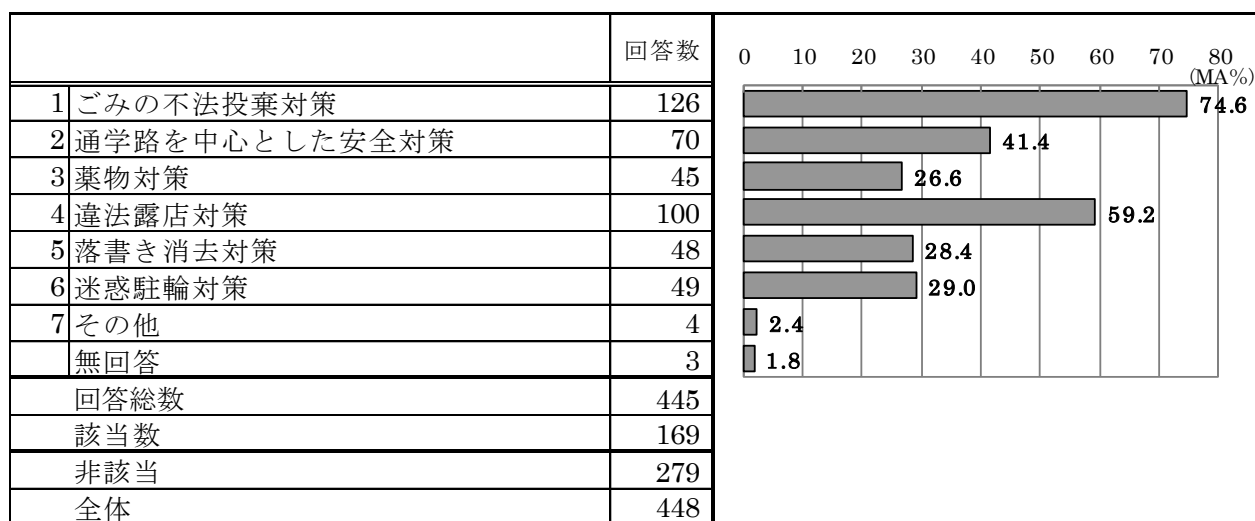 回答数
0 10 20 30 40 50 60 70 80
(MA%)
1 ごみの不法投棄対策 126 74.6
2 通学路を中心とした安全対策 70 41.4
3 薬物対策 45 26.6
4 違法露店対策 100 59.2
5 落書き消去対策 48 28.4
6 迷惑駐輪対策 49 29.0
7 その他 4 2.4
無回答 3 1.8
回答総数 445
該当数 169
非該当 279
全体 448